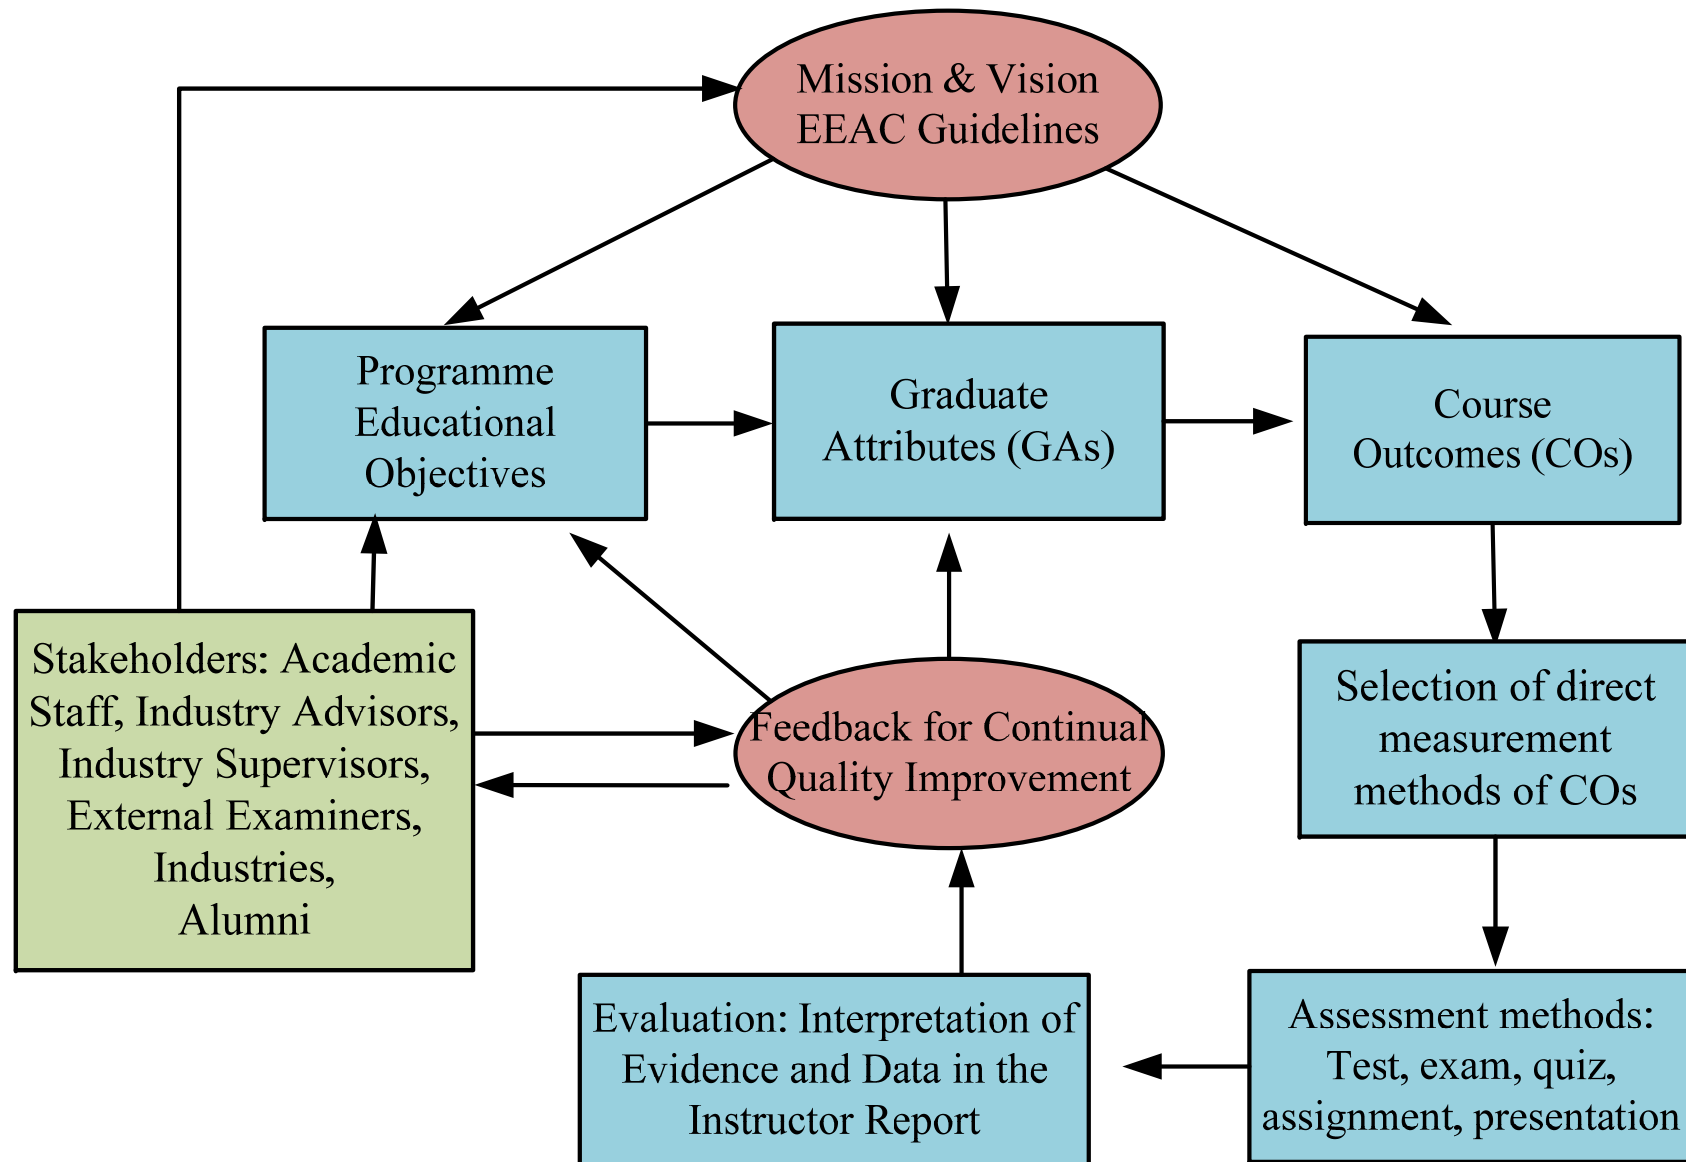 Mission & Vision
EEAC Guidelines
Programme
Educational
Objectives
Graduate
Attributes (GAs)
Course
Outcomes (COs)
Stakeholders: Academic
Staff, Industry Advisors,
Industry Supervisors,
External Examiners,
Industries,
Alumni
Feedback for Continual
Quality Improvement
Selection of direct
measurement
methods of COs
Evaluation: Interpretation of
Evidence and Data in the
Instructor Report
Assessment methods:
Test, exam, quiz,
assignment, presentation